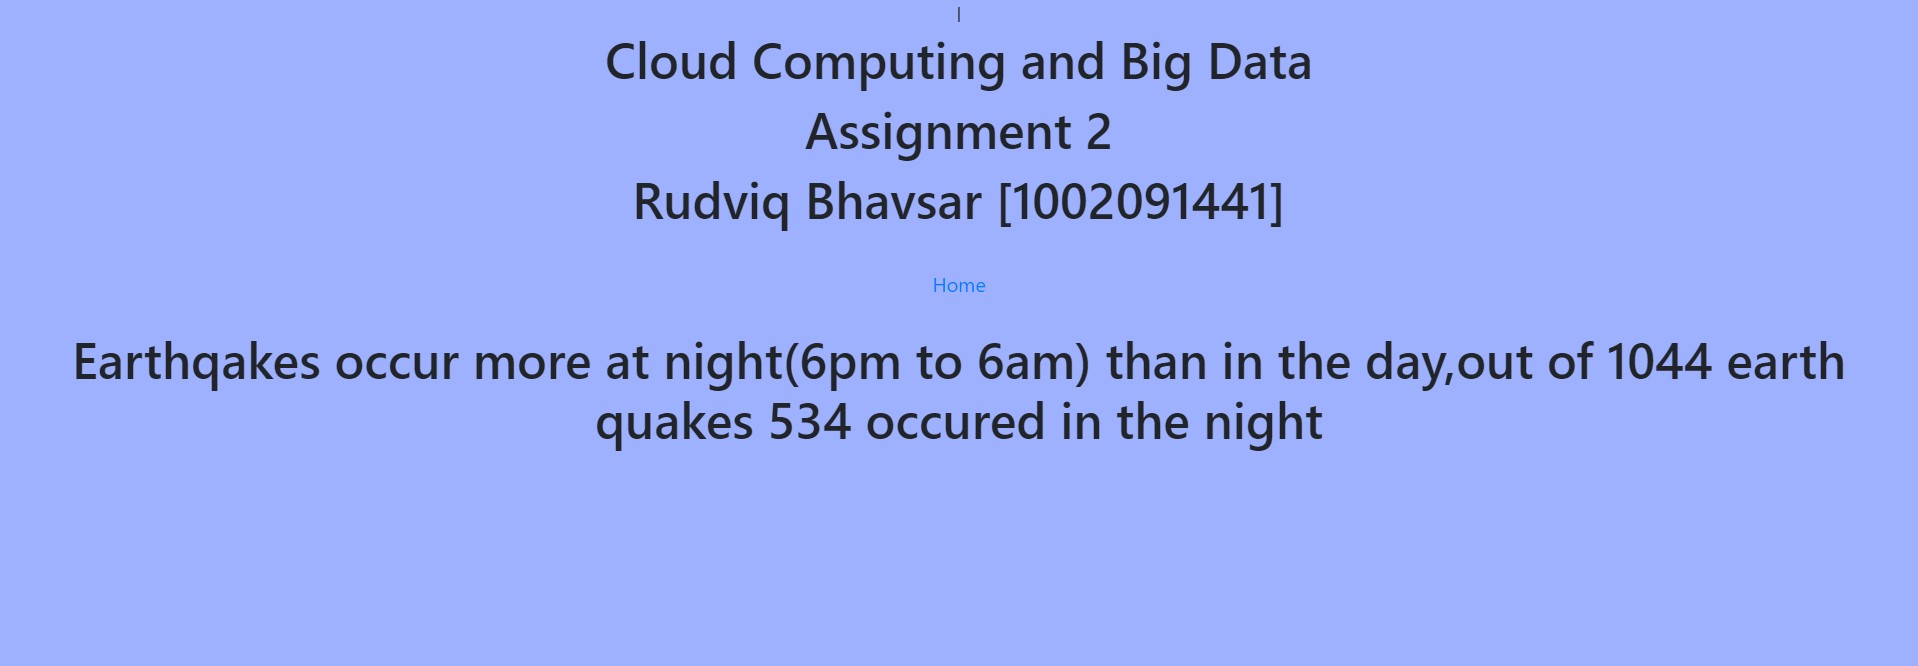 |
Cloud Computing and Big Data
Assignment 2
Rudviq Bhavsar [1002091441]
Home
Earthqakes occur more at night(6pm to 6am) than in the day,out of 1044 earth
quakes 534 occured in the night